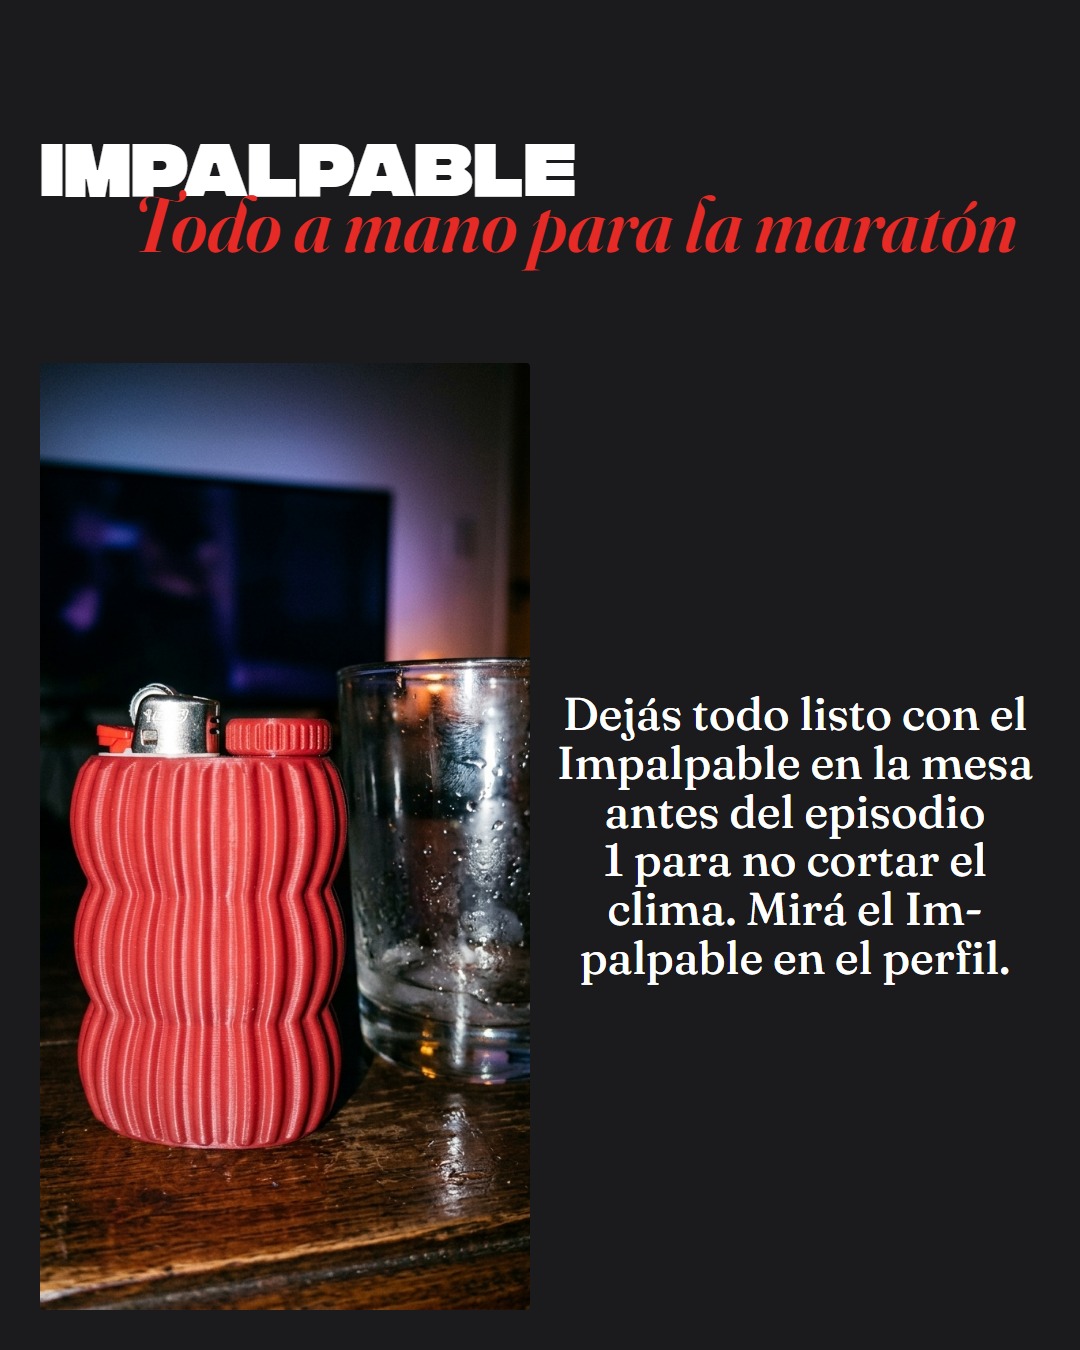 IMPALPABLE
Todo a mano para la maratón
Dejás todo listo con el
Impalpable en la mesa
antes del episodio
1 para no cortar el
clima. Mirá el Im-
palpable en el perfil.